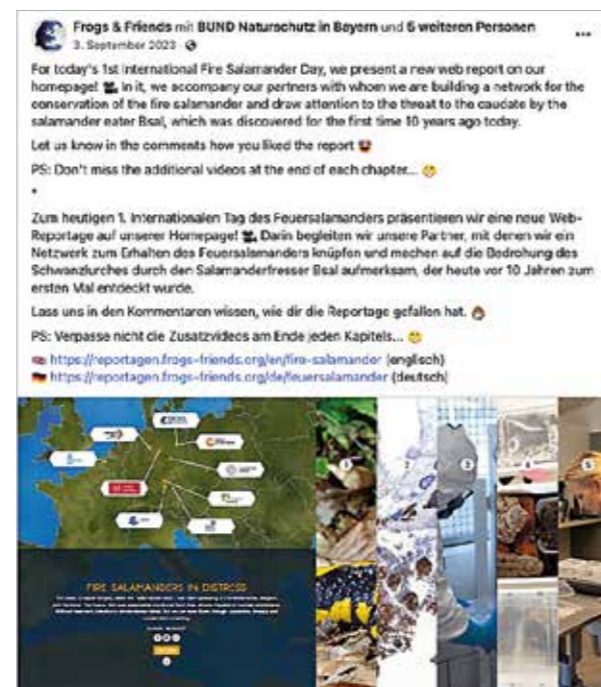 Frogs & Friends mit BUND Naturschutz in Bayern und 5 weiteren Personen
3. September 2023
For today's 1st International Fire Salamander Day, we present a new web report on our
homepage! In it, we accompany our partners with whom we are building a network for the
conservation of the fire salamander and draw attention to the threat to the caudate by the
salamander eater Bsal, which was discovered for the first time 10 years ago today.
Let us know in the comments how you liked the report
PS: Don't miss the additional videos at the end of each chapter...
*
Zum heutigen 1. Internationalen Tag des Feuersalamanders präsentieren wir eine neue Web-
Reportage auf unserer Homepage! Darin begleiten wir unsere Partner, mit denen wir ein
Netzwerk zum Erhalten des Feuersalamanders knüpfen und machen auf die Bedrohung des
Schwanzlurches durch den Salamanderfresser Bsal aufmerksam, der heute vor 10 Jahren zum
ersten Mal entdeckt wurde.
Lass uns in den Kommentaren wissen, wie dir die Reportage gefallen hat.
PS: Verpasse nicht die Zusatzvideos am Ende jeden Kapitels...
https://reportagen.frogs-friends.org/en/fire-salamander (englisch)
https://reportagen.frogs-friends.org/de/feuersalamander (deutsch)
1
2
3
4
5
FIRE SALAMANDERS IN DISTRESS